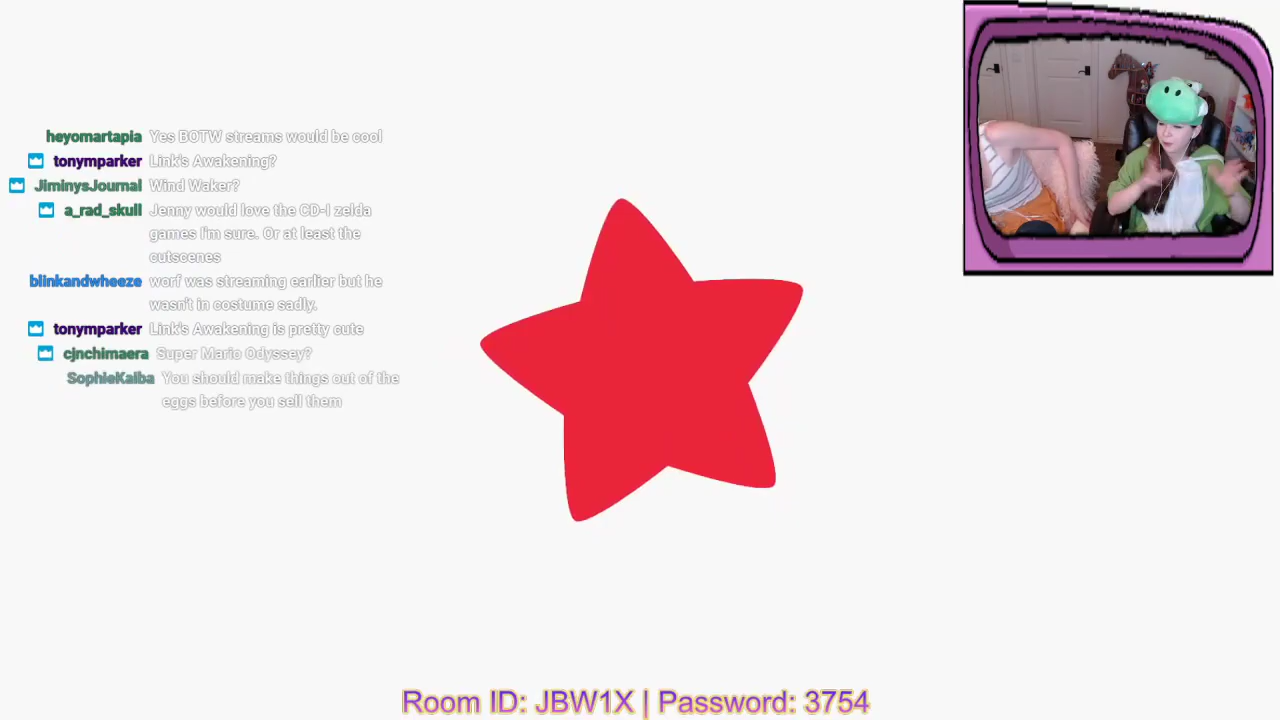 heyomartapia Yes BOTW streams would be cool
tonymparker Link's Awakening?
JiminysJournal Wind Waker?
a_rad_skull Jenny would love the CD-I zelda
games I'm sure. Or at least the
cutscenes
blinkandwheeze worf was streaming earlier but he
wasn't in costume sadly.
tonymparker Link's Awakening is pretty cute
cjnchimaera Super Mario Odyssey?
SophieKaiba You should make things out of the
eggs before you sell them
Room ID: JBW1X | Password: 3754